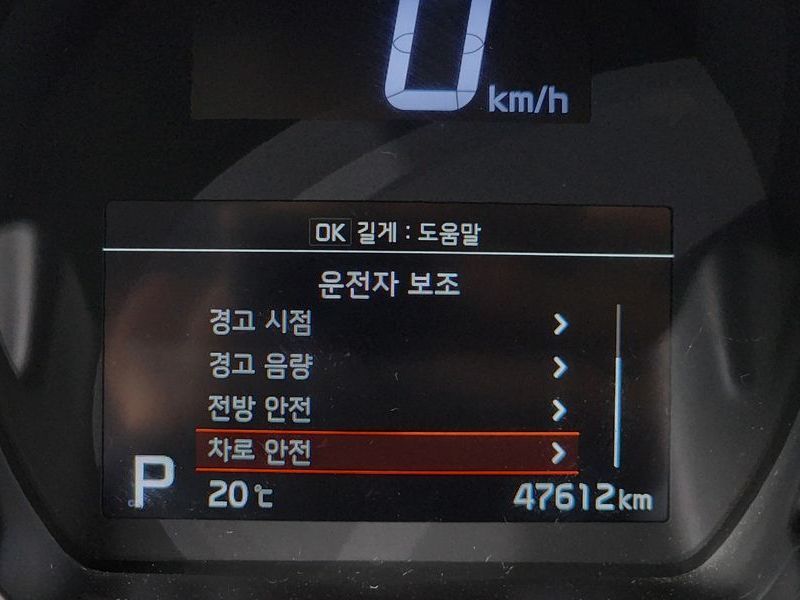 0 km/h
OK 길게 : 도움말
운전자 보조
경고 시점
경고 음량
전방 안전
차로 안전
P 20℃ 47612km